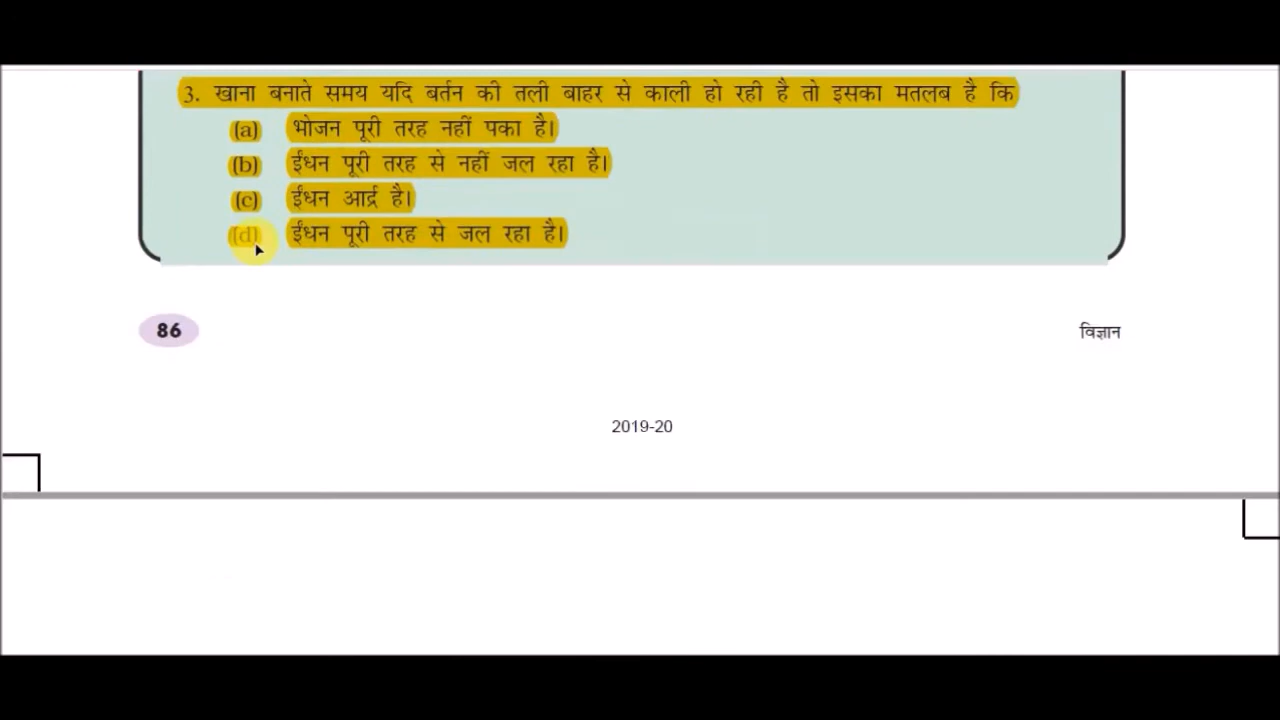 3. खाना बनाते समय यदि बर्तन की तली बाहर से काली हो रही है तो इसका मतलब है कि
(a) भोजन पूरी तरह नहीं पका है।
(b) ईंधन पूरी तरह से नहीं जल रहा है।
(c) ईंधन आर्द्र है।
(d) ईंधन पूरी तरह से जल रहा है।
86 विज्ञान
2019-20